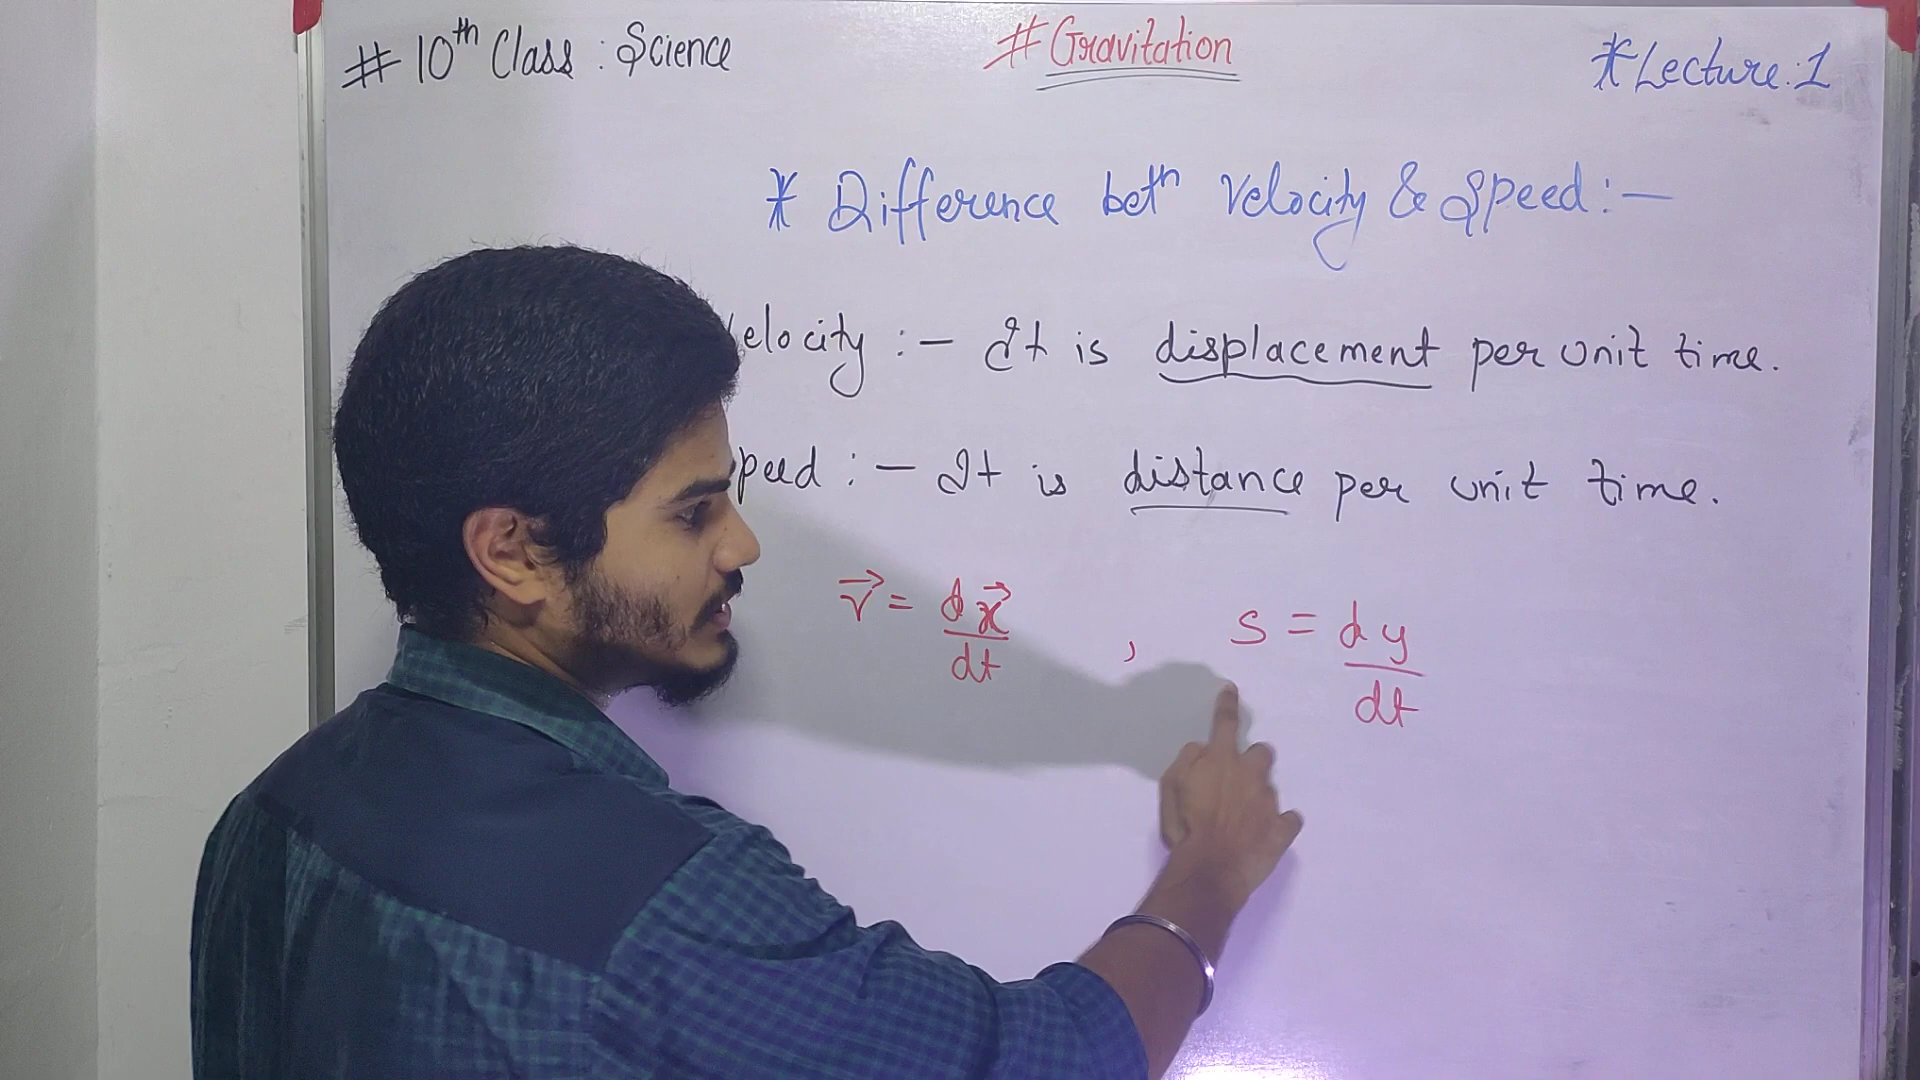 # 10th Class : Science
# Gravitation
* Lecture : 1
* Difference betn Velocity & Speed :-
elocity :- It is displacement per unit time.
peed :- It is distance per unit time.
v⃗ = dx⃗/dt , s = dy/dt